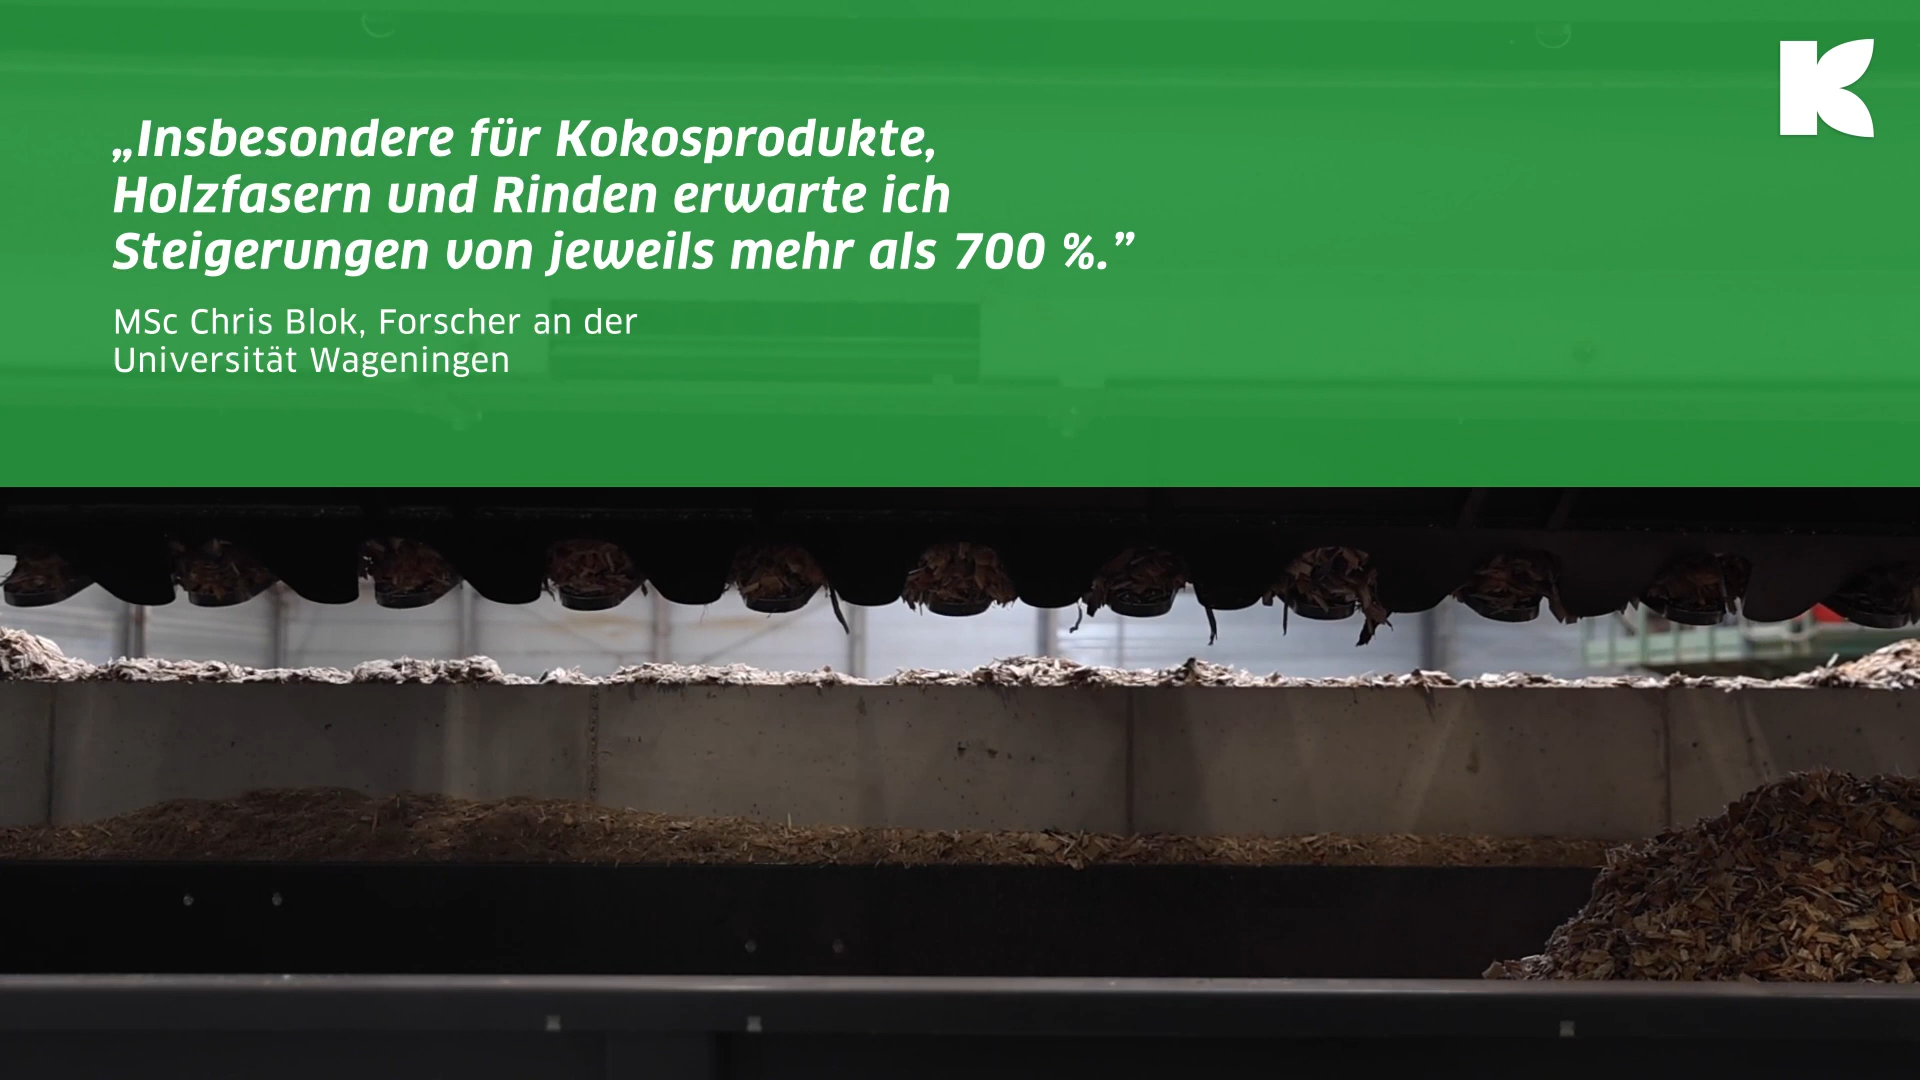 „Insbesondere für Kokosprodukte,
Holzfasern und Rinden erwarte ich
Steigerungen von jeweils mehr als 700 %.”
MSc Chris Blok, Forscher an der
Universität Wageningen
K